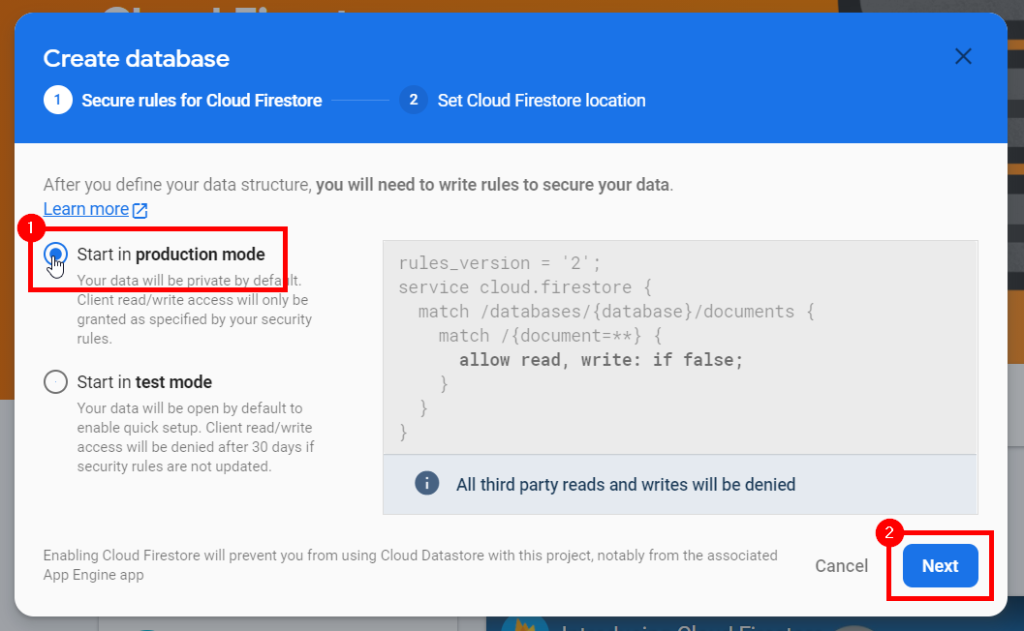 Create database
1 Secure rules for Cloud Firestore 2 Set Cloud Firestore location
After you define your data structure, you will need to write rules to secure your data.
Learn more
1
Start in production mode
Your data will be private by default.
Client read/write access will only be
granted as specified by your security
rules.
Start in test mode
Your data will be open by default to
enable quick setup. Client read/write
access will be denied after 30 days if
security rules are not updated.
rules_version = '2';
service cloud.firestore {
match /databases/{database}/documents {
match /{document=**} {
allow read, write: if false;
}
}
}
All third party reads and writes will be denied
Enabling Cloud Firestore will prevent you from using Cloud Datastore with this project, notably from the associated
App Engine app
Cancel
2
Next